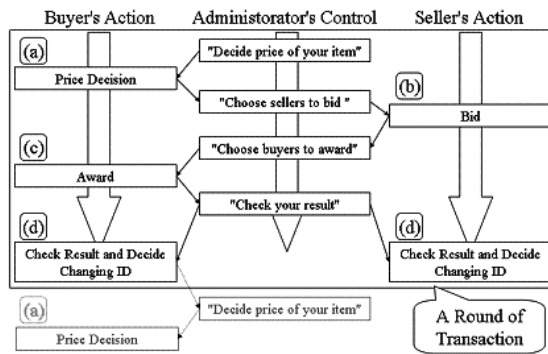 Buyer's Action Administorator's Control Seller's Action
(a) "Decide price of your item"
Price Decision
"Choose sellers to bid " (b)
Bid
(c) "Choose buyers to award"
Award
"Check your result"
(d) (d)
Check Result and Decide
Changing ID
Check Result and Decide
Changing ID
(a) "Decide price of your item"
Price Decision
A Round of
Transaction